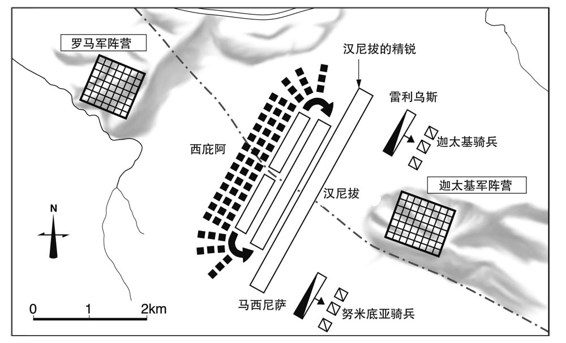 罗马军阵营
汉尼拔的精锐
雷利乌斯
西庇阿
迦太基骑兵
迦太基军阵营
汉尼拔
N
马西尼萨
努米底亚骑兵
0 1 2km